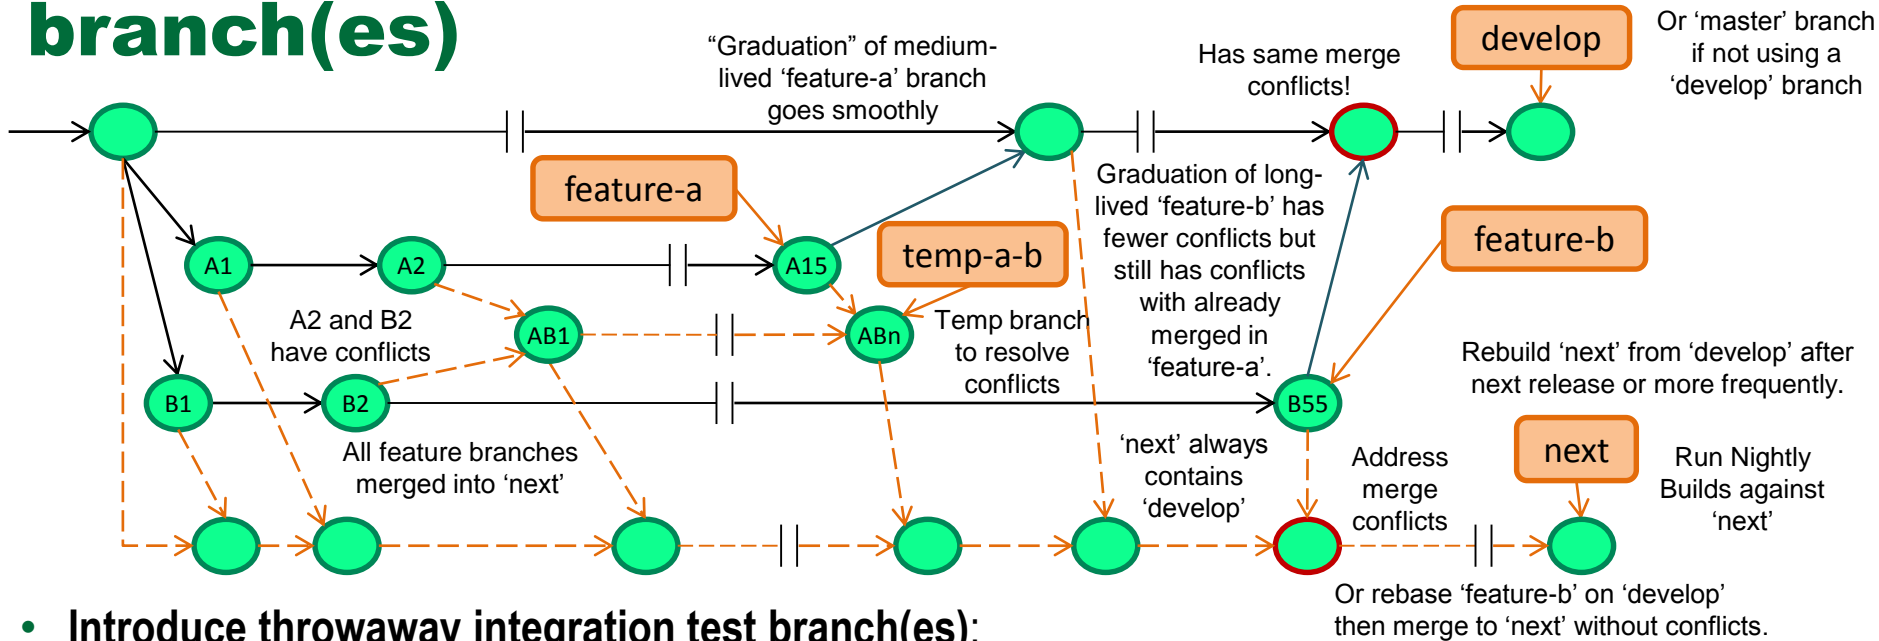 branch(es)
“Graduation” of medium-
lived ‘feature-a’ branch
goes smoothly
Has same merge
conflicts!
develop
Or ‘master’ branch
if not using a
‘develop’ branch
feature-a
Graduation of long-
lived ‘feature-b’ has
fewer conflicts but
still has conflicts
with already
merged in
‘feature-a’.
feature-b
temp-a-b
A1
A2
A15
A2 and B2
have conflicts
AB1
ABn
Temp branch
to resolve
conflicts
Rebuild ‘next’ from ‘develop’ after
next release or more frequently.
B1
B2
B55
All feature branches
merged into ‘next’
‘next’ always
contains
‘develop’
Address
merge
conflicts
next
Run Nightly
Builds against
‘next’
Or rebase ‘feature-b’ on ‘develop’
then merge to ‘next’ without conflicts.
• Introduce throwaway integration test branch(es):